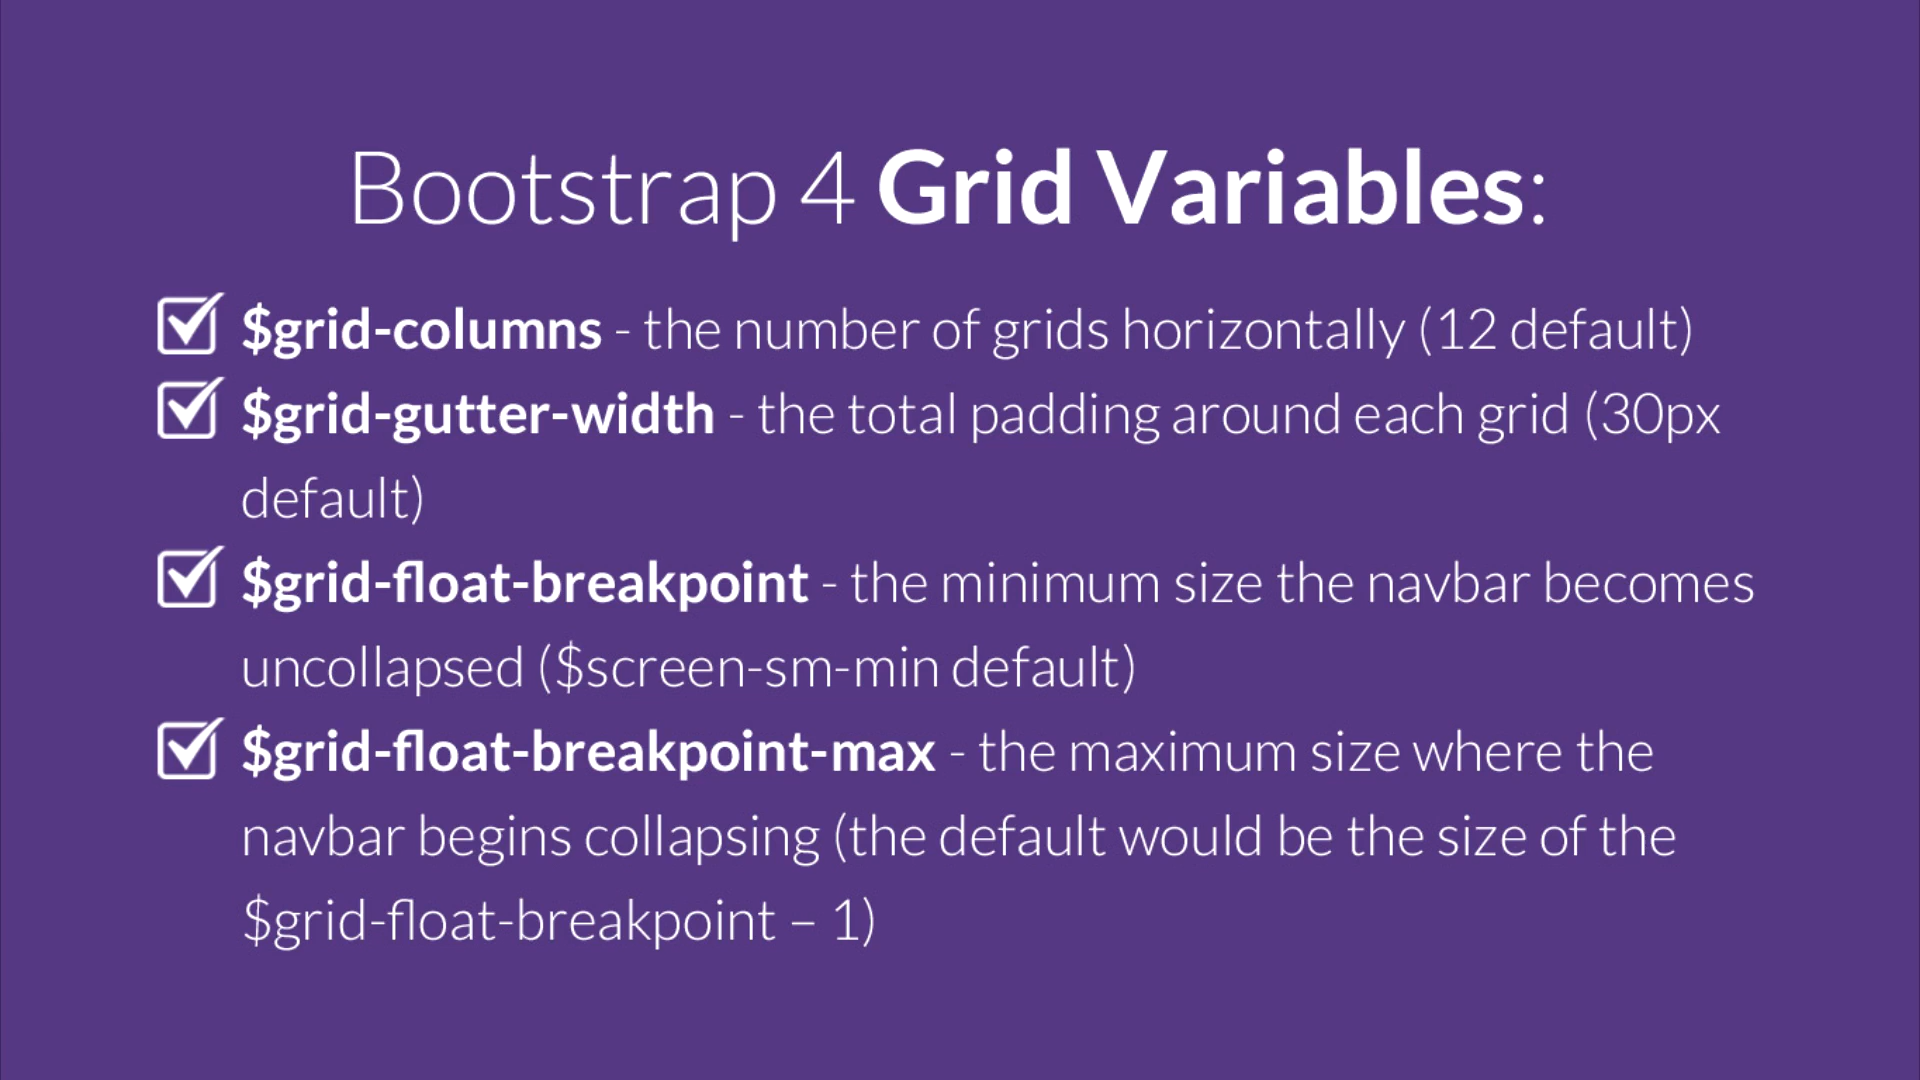 Bootstrap 4 Grid Variables:
$grid-columns - the number of grids horizontally (12 default)
$grid-gutter-width - the total padding around each grid (30px
default)
$grid-float-breakpoint - the minimum size the navbar becomes
uncollapsed ($screen-sm-min default)
$grid-float-breakpoint-max - the maximum size where the
navbar begins collapsing (the default would be the size of the
$grid-float-breakpoint – 1)